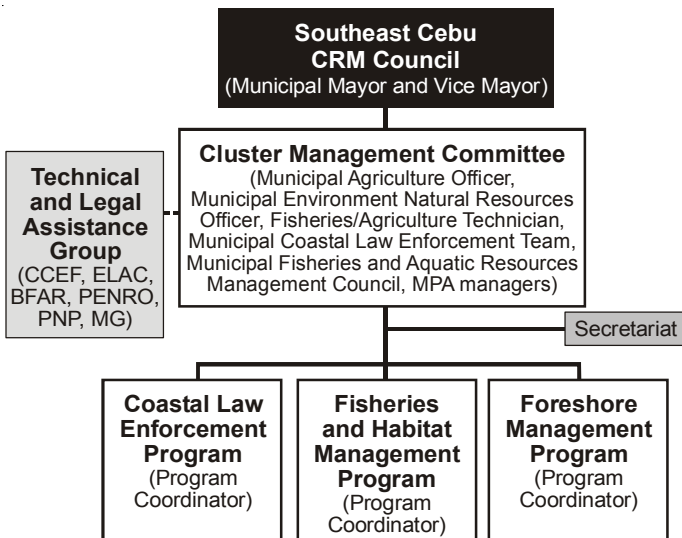 Southeast Cebu
CRM Council
(Municipal Mayor and Vice Mayor)
Cluster Management Committee
(Municipal Agriculture Officer,
Municipal Environment Natural Resources
Officer, Fisheries/Agriculture Technician,
Municipal Coastal Law Enforcement Team,
Municipal Fisheries and Aquatic Resources
Management Council, MPA managers)
Technical
and Legal
Assistance
Group
(CCEF, ELAC,
BFAR, PENRO,
PNP, MG)
Secretariat
Coastal Law
Enforcement
Program
(Program
Coordinator)
Fisheries
and Habitat
Management
Program
(Program
Coordinator)
Foreshore
Management
Program
(Program
Coordinator)